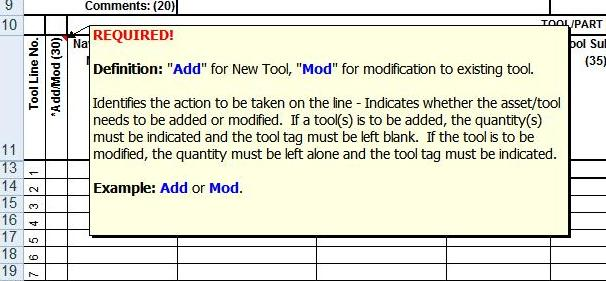 9
Comments: (20)
10
TOOL/PART
REQUIRED!
Na
ool Su
(35)
Tool Line No.
*Add/Mod (30)
Definition: "Add" for New Tool, "Mod" for modification to existing tool.
Identifies the action to be taken on the line - Indicates whether the asset/tool
needs to be added or modified.  If a tool(s) is to be added, the quantity(s)
must be indicated and the tool tag must be left blank.  If the tool is to be
modified, the quantity must be left alone and the tool tag must be indicated.
11
Example: Add or Mod.
13 1
14 2
15 3
16 4
17 5
18 6
19 7